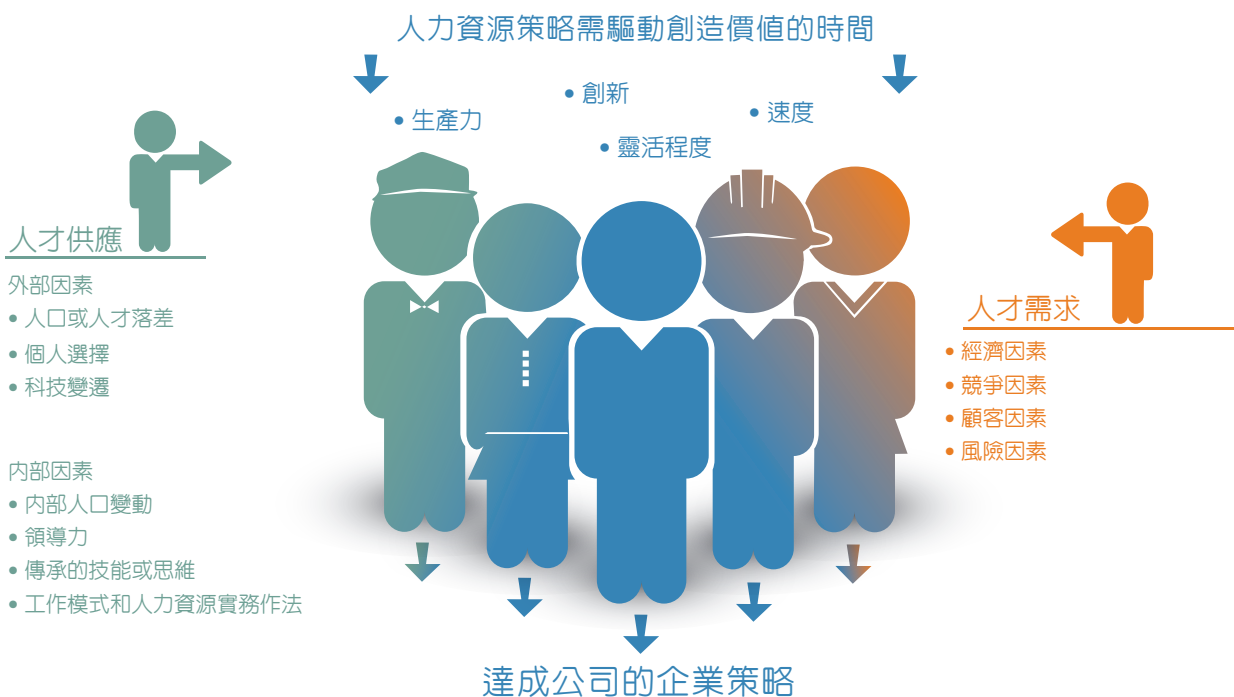 人力資源策略需驅動創造價值的時間
• 生產力
• 創新
• 靈活程度
• 速度
人才供應
外部因素
• 人口或人才落差
• 個人選擇
• 科技變遷
內部因素
• 內部人口變動
• 領導力
• 傳承的技能或思維
• 工作模式和人力資源實務作法
人才需求
• 經濟因素
• 競爭因素
• 顧客因素
• 風險因素
達成公司的企業策略